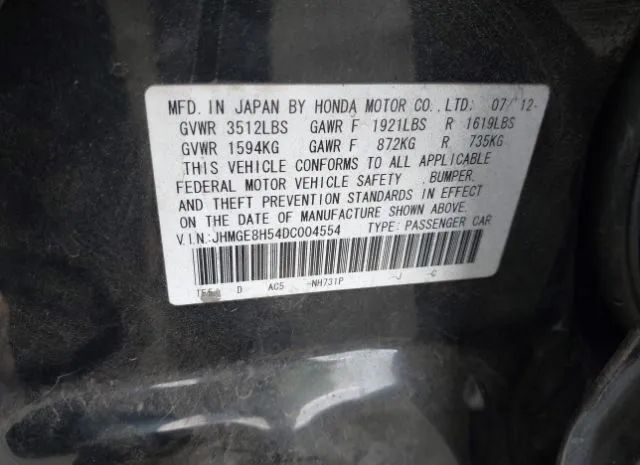 MFD. IN JAPAN BY HONDA MOTOR CO., LTD. 07/'12
GVWR 3512LBS GAWR F 1921LBS R 1619LBS
GVWR 1594KG GAWR F 872KG R 735KG
THIS VEHICLE CONFORMS TO ALL APPLICABLE
FEDERAL MOTOR VEHICLE SAFETY , BUMPER,
AND THEFT PREVENTION STANDARDS IN EFFECT
ON THE DATE OF MANUFACTURE SHOWN ABOVE.
V.I.N:JHMGE8H54DC004554 TYPE: PASSENGER CAR
D AC5 -NH731P -J -C